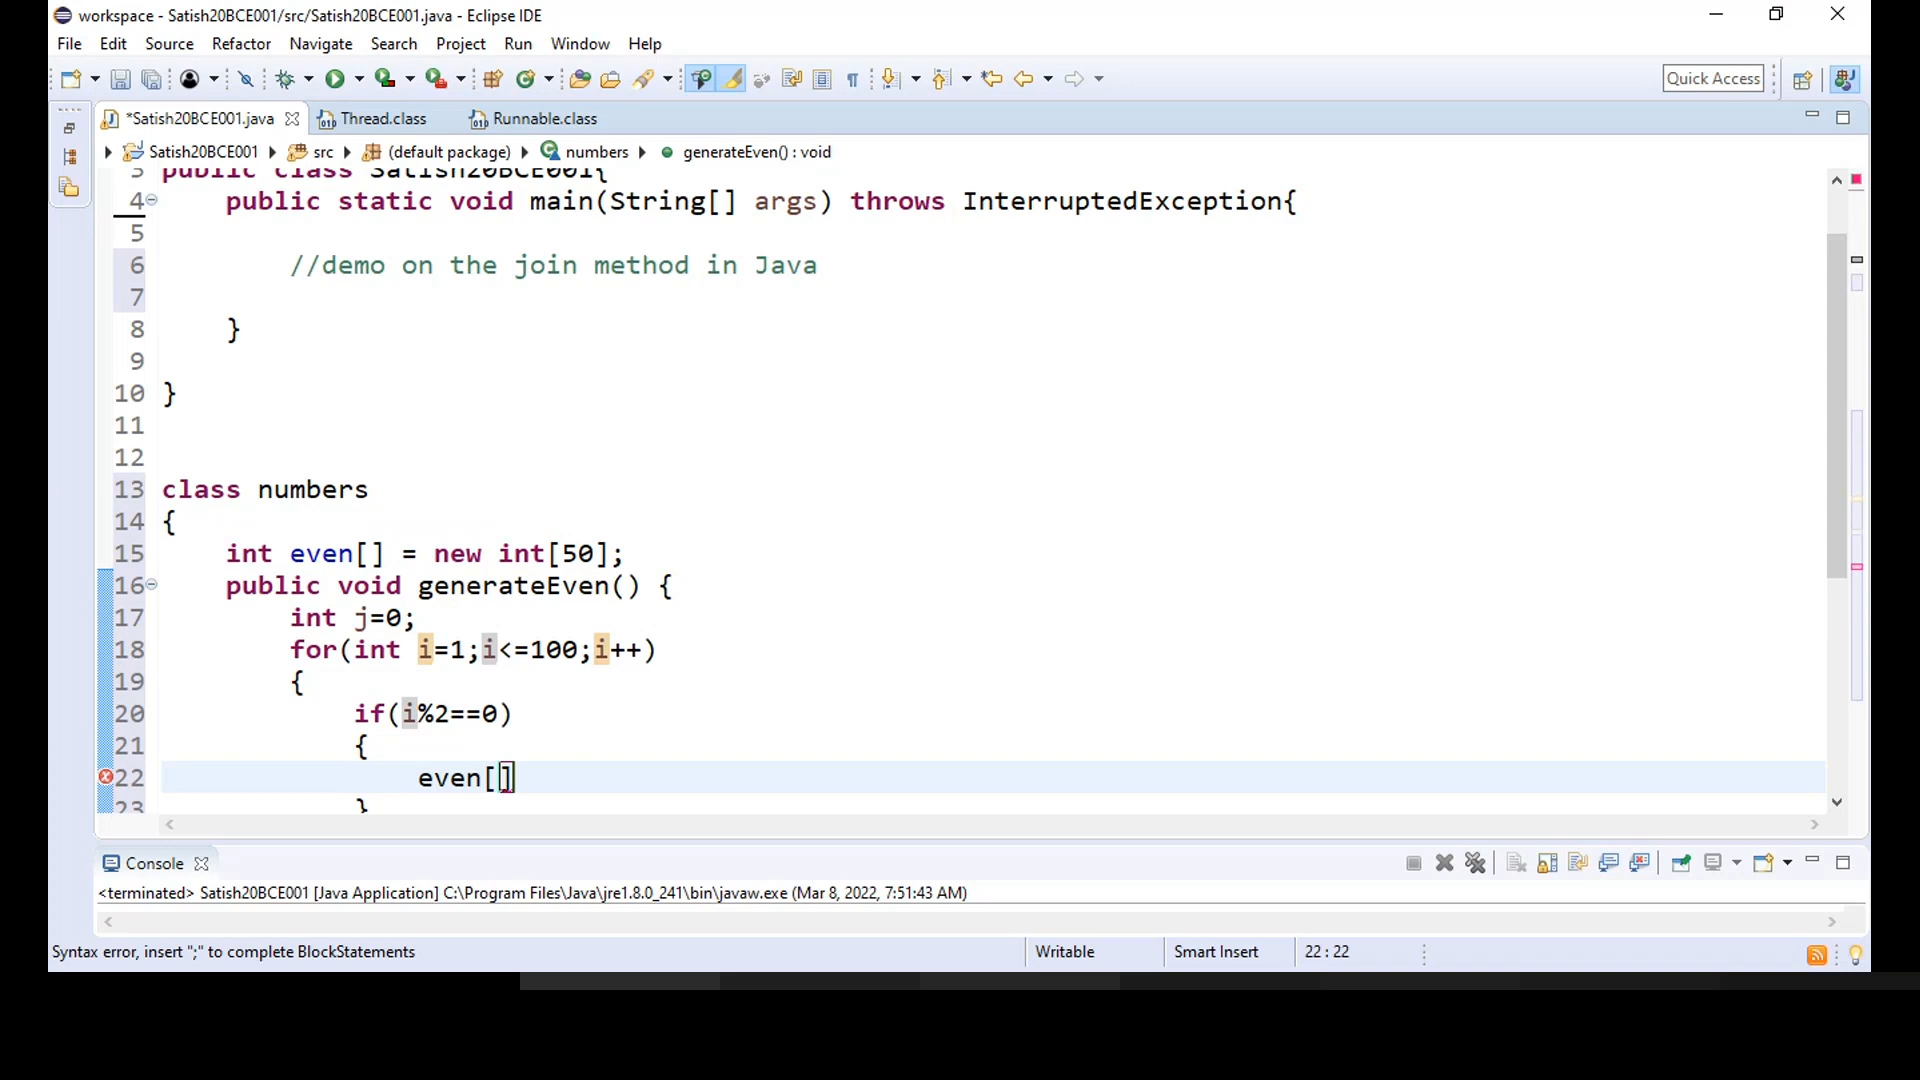 workspace - Satish20BCE001/src/Satish20BCE001.java - Eclipse IDE
File Edit Source Refactor Navigate Search Project Run Window Help
Quick Access
*Satish20BCE001.java Thread.class Runnable.class
Satish20BCE001 src (default package) numbers generateEven() : void
3 public class Satish20BCE001{
4 public static void main(String[] args) throws InterruptedException{
5
6 //demo on the join method in Java
7
8 }
9
10 }
11
12
13 class numbers
14 {
15 int even[] = new int[50];
16 public void generateEven() {
17 int j=0;
18 for(int i=1;i<=100;i++)
19 {
20 if(i%2==0)
21 {
22 even[]
23 }
Console
<terminated> Satish20BCE001 [Java Application] C:\Program Files\Java\jre1.8.0_241\bin\javaw.exe (Mar 8, 2022, 7:51:43 AM)
Syntax error, insert ";" to complete BlockStatements Writable Smart Insert 22 : 22